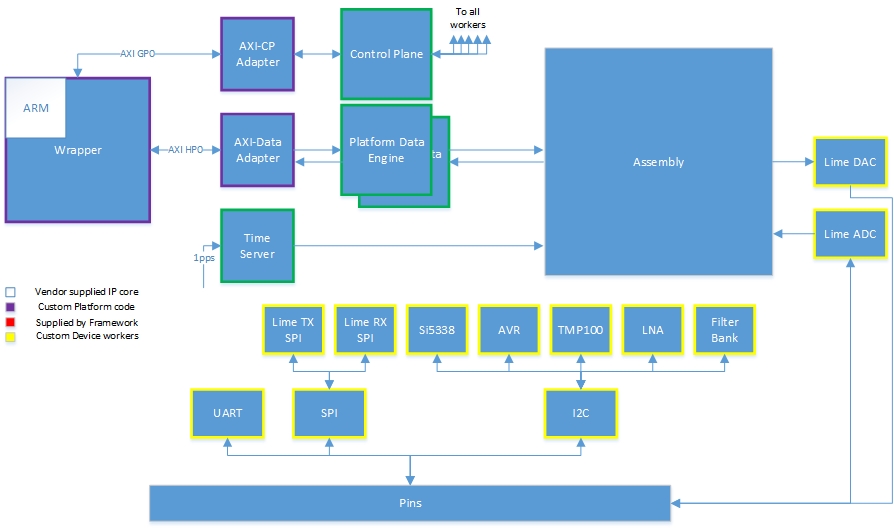 To all
workers
AXI GPO
AXI-CP
Adapter
Control Plane
ARM
Wrapper
AXI HPO
AXI-Data
Adapter
Platform Data
Engine
ta
Assembly
Lime DAC
Lime ADC
Time
Server
1pps
Vendor supplied IP core
Custom Platform code
Supplied by Framework
Custom Device workers
Lime TX
SPI
Lime RX
SPI
Si5338
AVR
TMP100
LNA
Filter
Bank
UART
SPI
I2C
Pins